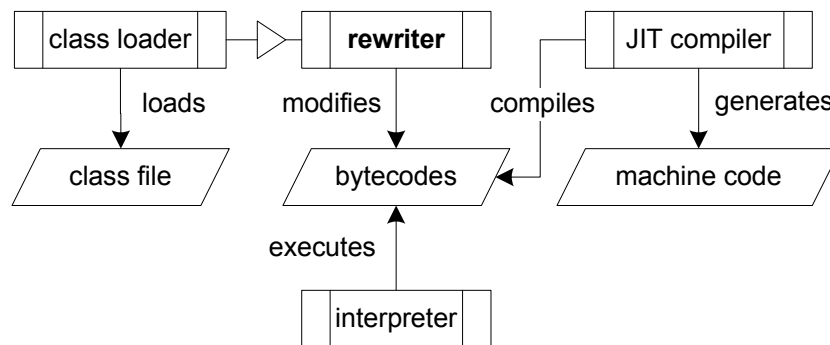 class loader
rewriter
JIT compiler
loads
modifies
compiles
generates
class file
bytecodes
machine code
executes
interpreter